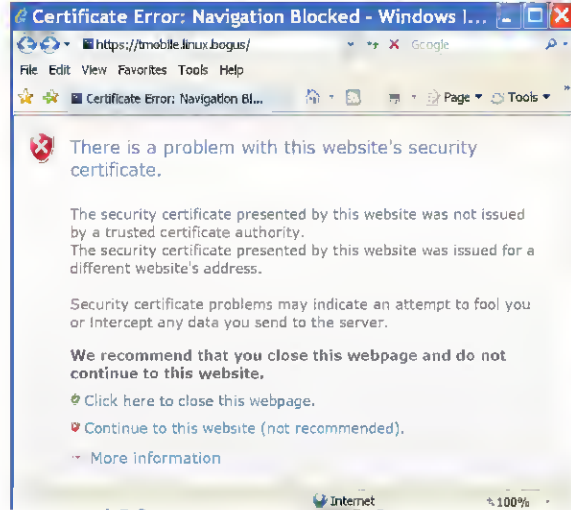 Certificate Error: Navigation Blocked - Windows I...
https://tmobile.linux.bogus/
Google
File Edit View Favorites Tools Help
Certificate Error: Navigation Bl...
Page
Tools
There is a problem with this website's security
certificate.
The security certificate presented by this website was not issued
by a trusted certificate authority.
The security certificate presented by this website was issued for a
different website's address.
Security certificate problems may indicate an attempt to fool you
or intercept any data you send to the server.
We recommend that you close this webpage and do not
continue to this website.
Click here to close this webpage.
Continue to this website (not recommended).
More information
Internet
100%